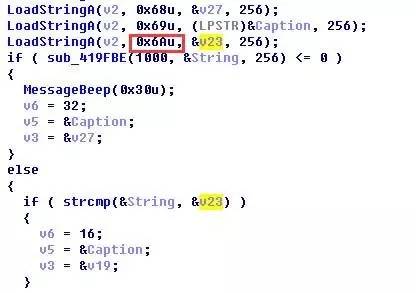 LoadStringA(v2, 0x68u, &v27, 256);
LoadStringA(v2, 0x69u, (LPSTR)&Caption, 256);
LoadStringA(v2, 0x6Au, &v23, 256);
if ( sub_419FBE(1000, &String, 256) <= 0 )
{
MessageBeep(0x30u);
v6 = 32;
v5 = &Caption;
v3 = &v27;
}
else
{
if ( strcmp(&String, &v23) )
{
v6 = 16;
v5 = &Caption;
v3 = &v19;
}